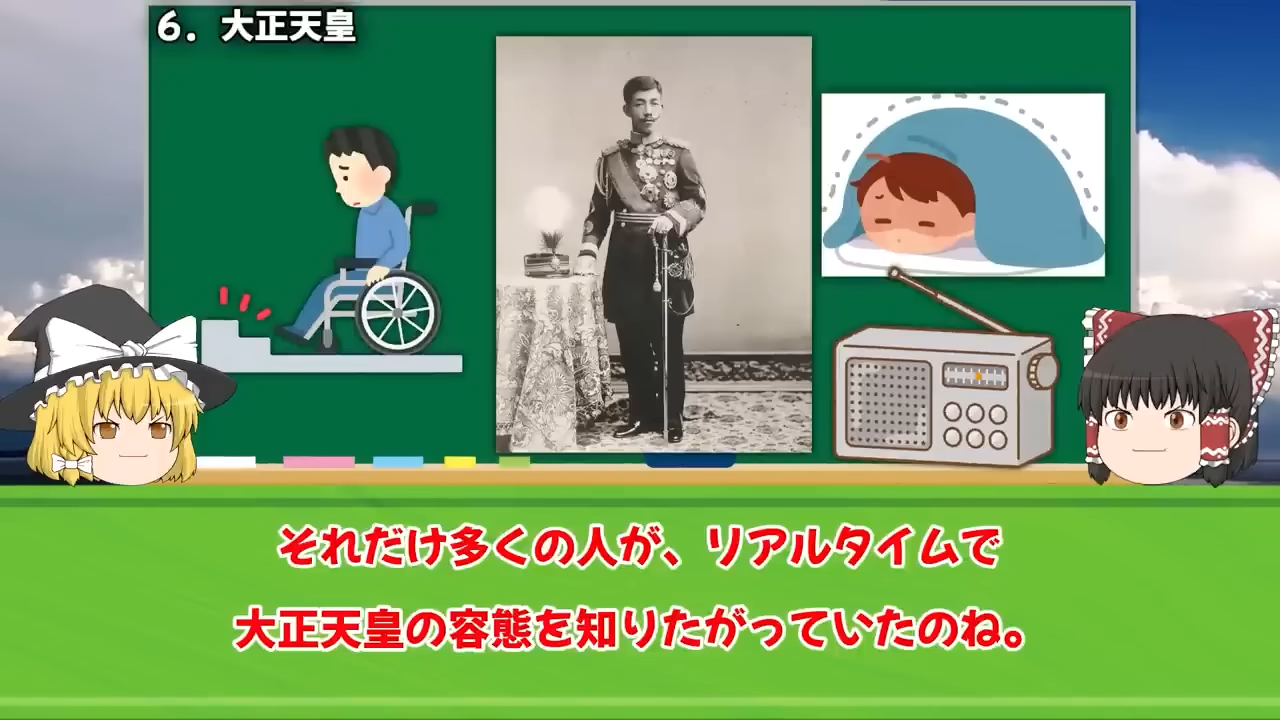 6. 大正天皇
それだけ多くの人が、リアルタイムで
大正天皇の容態を知りたがっていたのね。